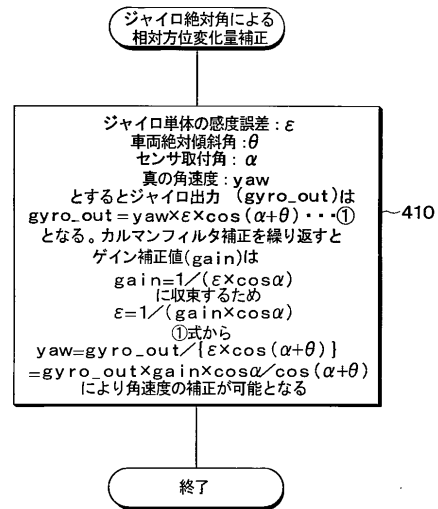 ジャイロ絶対角による
相対方位変化量補正
ジャイロ単体の感度誤差:ε
車両絶対傾斜角:θ
センサ取付角:α
真の角速度:yaw
とするとジャイロ出力 (gyro_out)は
gyro_out=yaw×ε×cos(α+θ)・・・①
となる。カルマンフィルタ補正を繰り返すと
ゲイン補正値(gain)は
gain=1/(ε×cosα)
に収束するため
ε=1/(gain×cosα)
①式から
yaw=gyro_out/{ε×cos(α+θ)}
=gyro_out×gain×cosα/cos(α+θ)
により角速度の補正が可能となる
410
終了